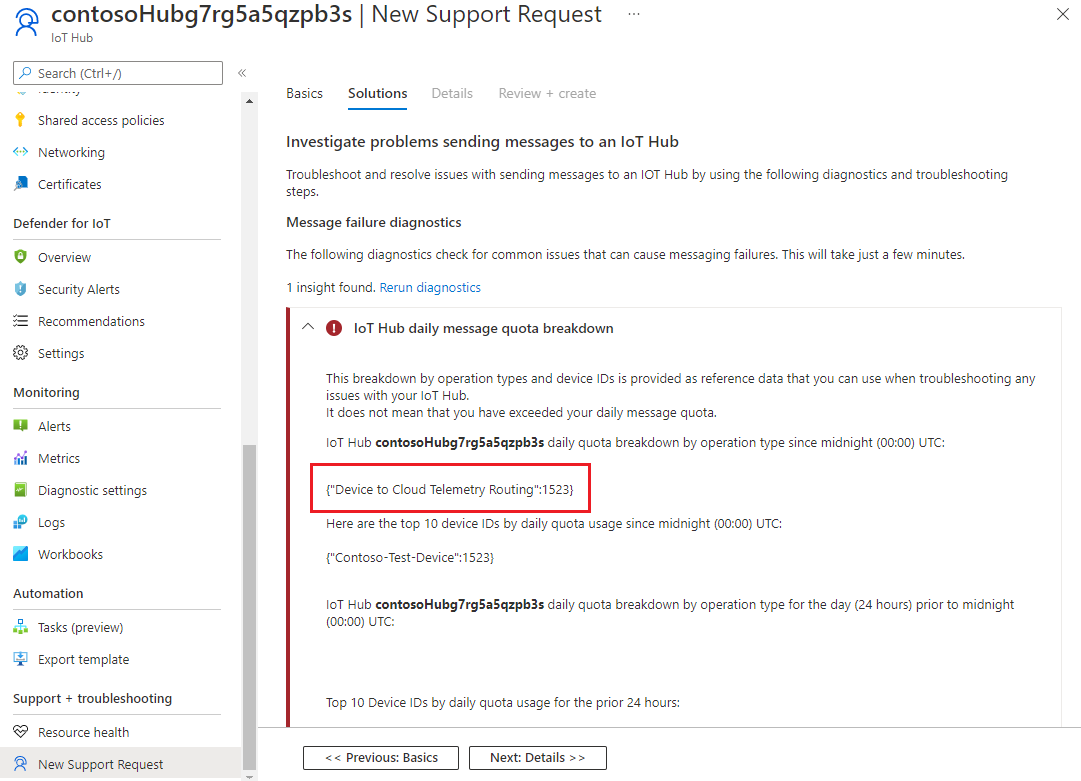 contosoHubg7rg5a5qzpb3s | New Support Request ...
IoT Hub
Search (Ctrl+/)
Identity
Shared access policies
Networking
Certificates
Defender for IoT
Overview
Security Alerts
Recommendations
Settings
Monitoring
Alerts
Metrics
Diagnostic settings
Logs
Workbooks
Automation
Tasks (preview)
Export template
Support + troubleshooting
Resource health
New Support Request
Basics Solutions Details Review + create
Investigate problems sending messages to an IoT Hub
Troubleshoot and resolve issues with sending messages to an IOT Hub by using the following diagnostics and troubleshooting
steps.
Message failure diagnostics
The following diagnostics check for common issues that can cause messaging failures. This will take just a few minutes.
1 insight found. Rerun diagnostics
IoT Hub daily message quota breakdown
This breakdown by operation types and device IDs is provided as reference data that you can use when troubleshooting any
issues with your IoT Hub.
It does not mean that you have exceeded your daily message quota.
IoT Hub contosoHubg7rg5a5qzpb3s daily quota breakdown by operation type since midnight (00:00) UTC:
{"Device to Cloud Telemetry Routing":1523}
Here are the top 10 device IDs by daily quota usage since midnight (00:00) UTC:
{"Contoso-Test-Device":1523}
IoT Hub contosoHubg7rg5a5qzpb3s daily quota breakdown by operation type for the day (24 hours) prior to midnight
(00:00) UTC:
Top 10 Device IDs by daily quota usage for the prior 24 hours:
<< Previous: Basics
Next: Details >>